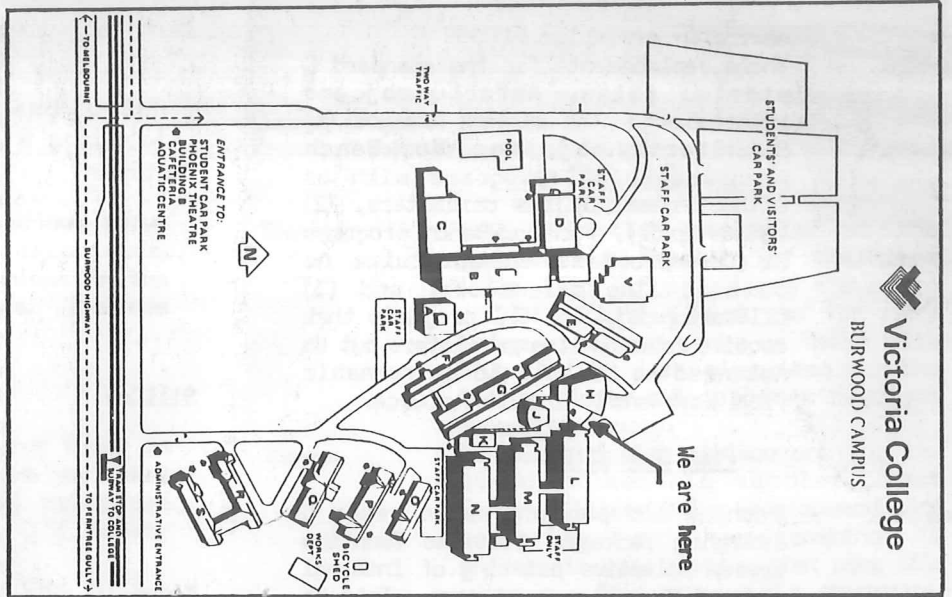 Victoria College
BURWOOD CAMPUS
We are here
STUDENTS AND VISITORS'
CAR PARK
STAFF CAR PARK
STAFF
CAR
PARK
POOL
TWO WAY
TRAFFIC
C
B
E
H
L
STAFF
ONLY
A
STAFF
CAR
PARK
F
G
J
K
M
N
STAFF CAR PARK
O
P
BICYCLE
SHED
Q
WORKS
DEPT
R
S
N
ENTRANCE TO:
STUDENT CAR PARK
PHOENIX THEATRE
BUILDING B
CAFETERIA
AQUATIC CENTRE
ADMINISTRATIVE ENTRANCE
TRAM STOP AND
SUBWAY TO COLLEGE
TO MELBOURNE
BURWOOD HIGHWAY
TO FERNTREE GULLY